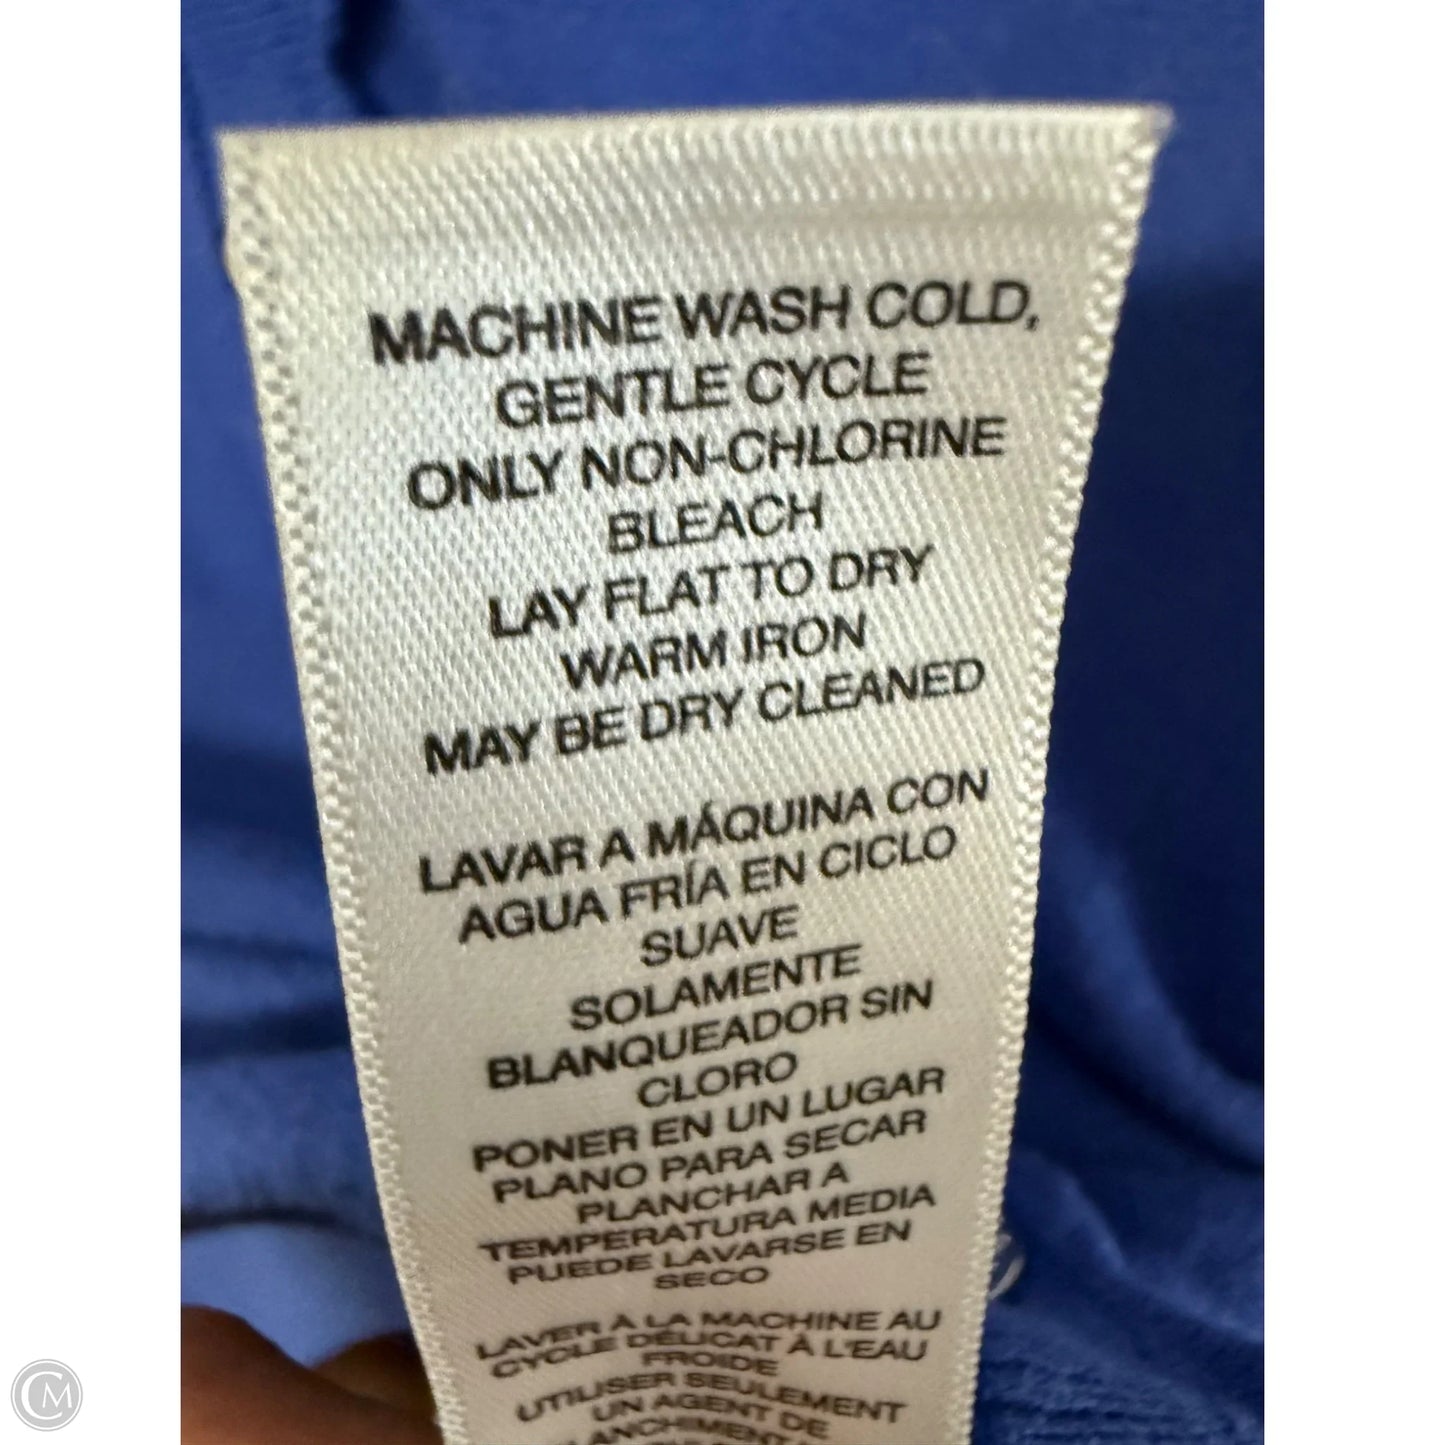 MACHINE WASH COLD,
GENTLE CYCLE
ONLY NON-CHLORINE
BLEACH
LAY FLAT TO DRY
WARM IRON
MAY BE DRY CLEANED
LAVAR A MÁQUINA CON
AGUA FRÍA EN CICLO
SUAVE
SOLAMENTE
BLANQUEADOR SIN
CLORO
PONER EN UN LUGAR
PLANO PARA SECAR
PLANCHAR A
TEMPERATURA MEDIA
PUEDE LAVARSE EN
SECO
LAVER À LA MACHINE AU
CYCLE DÉLICAT À L'EAU
FROIDE
UTILISER SEULEMENT
UN AGENT DE
CM